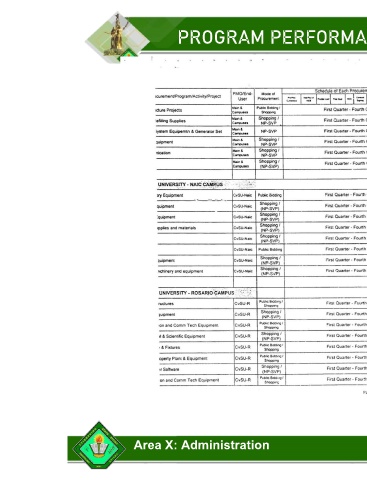 PROGRAM PERFORMA
Schedule of Each Procurem
ocurement/Program/Activity/Project PMO/End-User Mode of Procurement
cture Projects Main & Campuses Public Bidding / Shopping First Quarter - Fourth
efilling Supplies Main & Campuses Shopping / NP-SVP First Quarter - Fourth
ystem Equipmentn & Generator Set Main & Campuses NP-SVP First Quarter - Fourth
quipment Main & Campuses Shopping / NP-SVP First Quarter - Fourth
nication Main & Campuses Shopping / (NP-SVP) First Quarter - Fourth
Main & Campuses Shopping / (NP-SVP) First Quarter - Fourth
UNIVERSITY - NAIC CAMPUS
ry Equipment CvSU-Naic Public Bidding First Quarter - Fourth
quipment CvSU-Naic Shopping / (NP-SVP) First Quarter - Fourth
quipment CvSU-Naic Shopping / (NP-SVP) First Quarter - Fourth
pplies and materials CvSU-Naic Shopping / (NP-SVP) First Quarter - Fourth
CvSU-Naic Shopping / (NP-SVP) First Quarter - Fourth
CvSU-Naic Public Bidding First Quarter - Fourth
quipment CvSU-Naic Shopping / (NP-SVP) First Quarter - Fourth
achinery and equipment CvSU-Naic Shopping / (NP-SVP) First Quarter - Fourth
UNIVERSITY - ROSARIO CAMPUS
ructures CvSU-R Public Bidding / Shopping First Quarter - Fourth
quipment CvSU-R Shopping / (NP-SVP) First Quarter - Fourth
ion and Comm Tech Equipment CvSU-R Public Bidding / Shopping First Quarter - Fourth
d & Scientific Equipment CvSU-R Shopping / (NP-SVP) First Quarter - Fourth
& Fixtures CvSU-R Public Bidding / Shopping First Quarter - Fourth
operty Plant & Equipment CvSU-R Public Bidding / Shopping First Quarter - Fourth
r Software CvSU-R Shopping / (NP-SVP) First Quarter - Fourth
ion and Comm Tech Equipment CvSU-R Public Bidding / Shopping First Quarter - Fourth
Area X: Administration